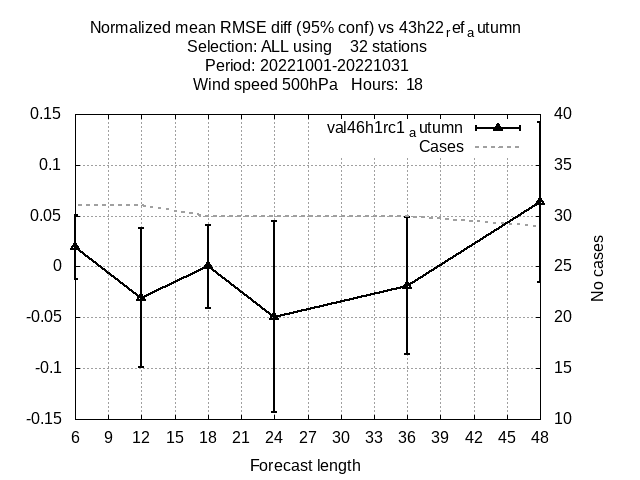 Normalized mean RMSE diff (95% conf) vs 43h22refautumn
Selection: ALL using 32 stations
Period: 20221001-20221031
Wind speed 500hPa Hours: 18
val46h1rc1autumn
Cases
0.15
0.1
0.05
0
-0.05
-0.1
-0.15
40
35
30
25
20
15
10
No cases
6 9 12 15 18 21 24 27 30 33 36 39 42 45 48
Forecast length